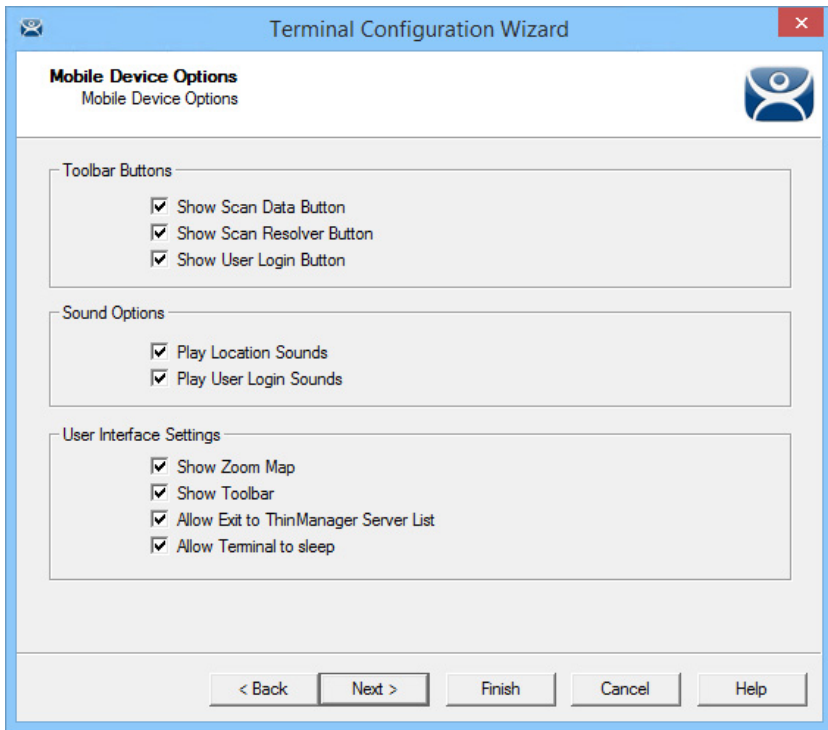 Terminal Configuration Wizard
Mobile Device Options
Mobile Device Options
Toolbar Buttons
Show Scan Data Button
Show Scan Resolver Button
Show User Login Button
Sound Options
Play Location Sounds
Play User Login Sounds
User Interface Settings
Show Zoom Map
Show Toolbar
Allow Exit to ThinManager Server List
Allow Terminal to sleep
< Back Next > Finish Cancel Help